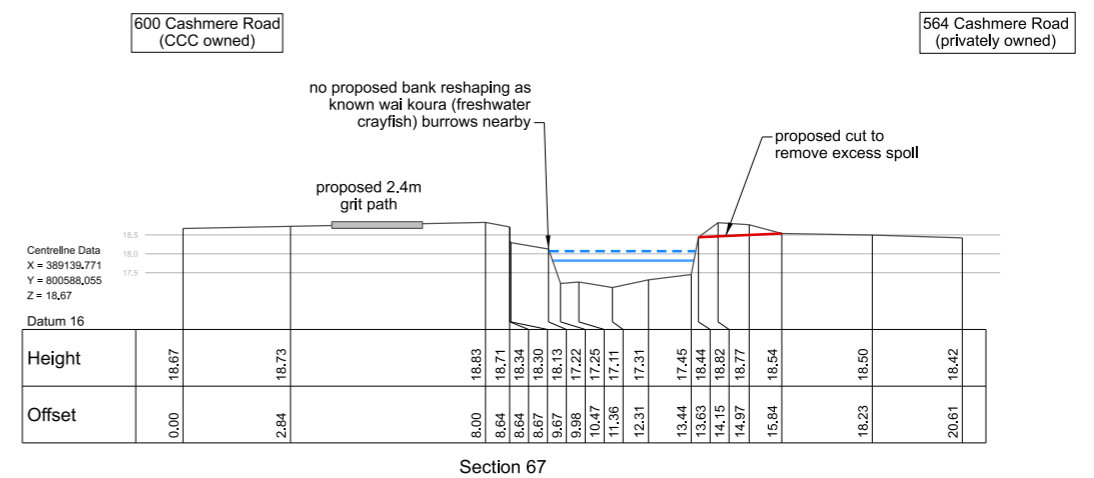 600 Cashmere Road
(CCC owned)
564 Cashmere Road
(privately owned)
no proposed bank reshaping as
known wai koura (freshwater
crayfish) burrows nearby
proposed cut to
remove excess spoll
proposed 2.4m
grit path
18.5
18.0
17.5
Centreline Data
X = 389139.771
Y = 800588.055
Z = 18.67
Datum 16
Height 18.67 18.73 18.83 18.71 18.34 18.30 18.13 17.22 17.25 17.11 17.31 17.45 18.44 18.82 18.77 18.54 18.50 18.42
Offset 0.00 2.84 8.00 8.64 8.64 8.67 9.67 9.98 10.47 11.36 12.31 13.44 13.63 14.15 14.97 15.84 18.23 20.61
Section 67